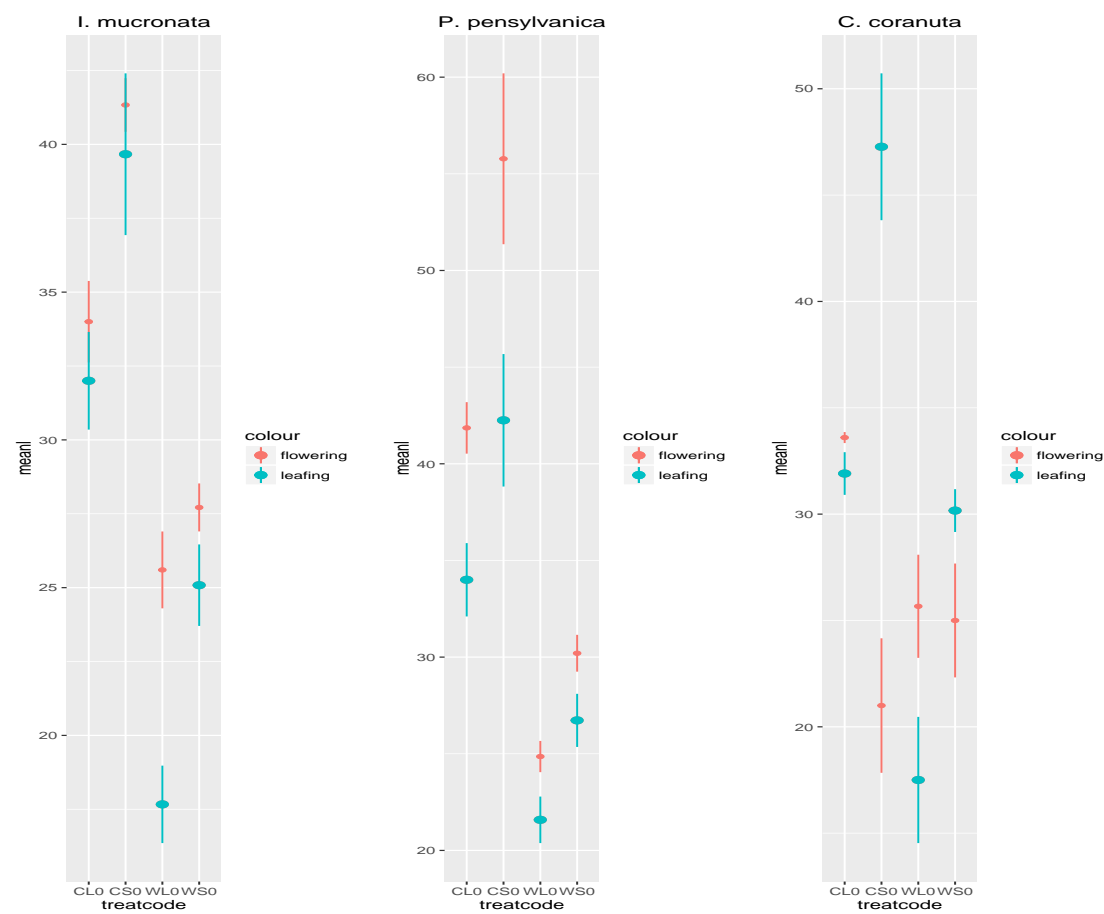 I. mucronata
40
35
30
25
20
meanl
CL0 CS0 WL0 WS0
treatcode
colour
flowering
leafing
P. pensylvanica
60
50
40
30
20
meanl
CL0 CS0 WL0 WS0
treatcode
colour
flowering
leafing
C. coranuta
50
40
30
20
meanl
CL0 CS0 WL0 WS0
treatcode
colour
flowering
leafing